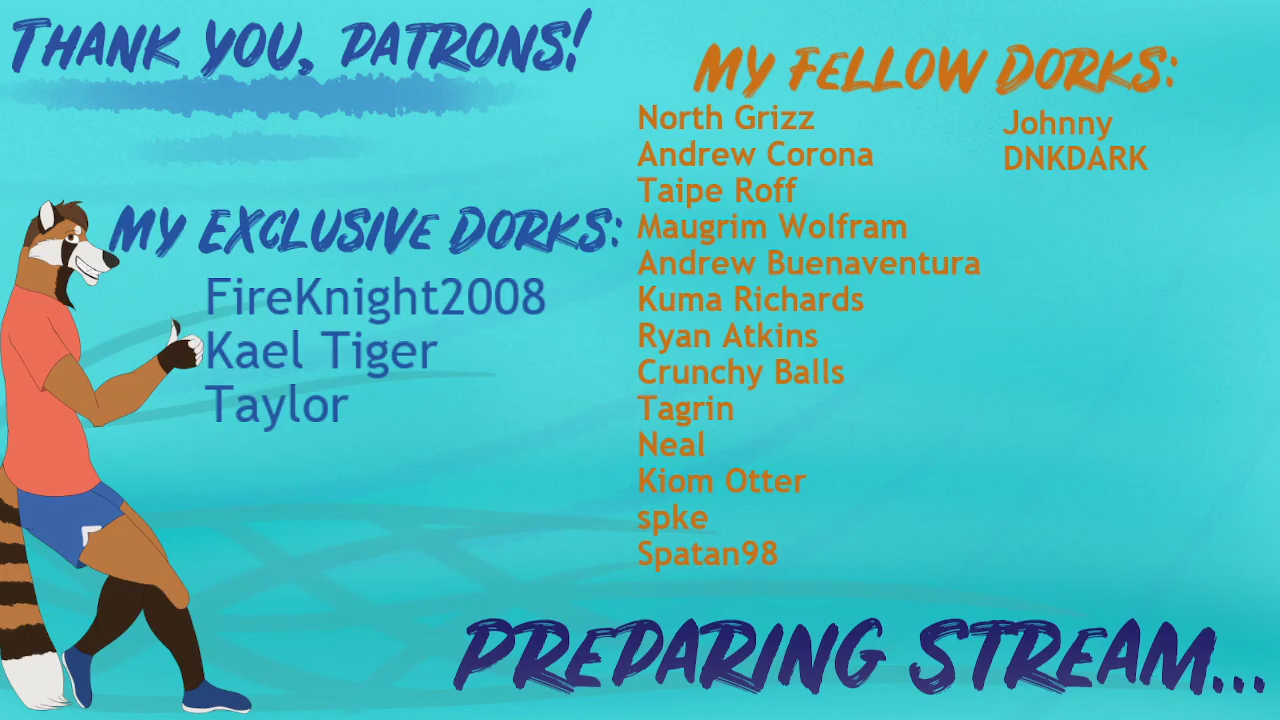 THANK YOU, PATRONS!
MY EXCLUSIVE DORKS:
FireKnight2008
Kael Tiger
Taylor
MY FELLOW DORKS:
North Grizz
Andrew Corona
Taipe Roff
Maugrim Wolfram
Andrew Buenaventura
Kuma Richards
Ryan Atkins
Crunchy Balls
Tagrin
Neal
Kiom Otter
spke
Spatan98
Johnny
DNKDARK
PREPARING STREAM...